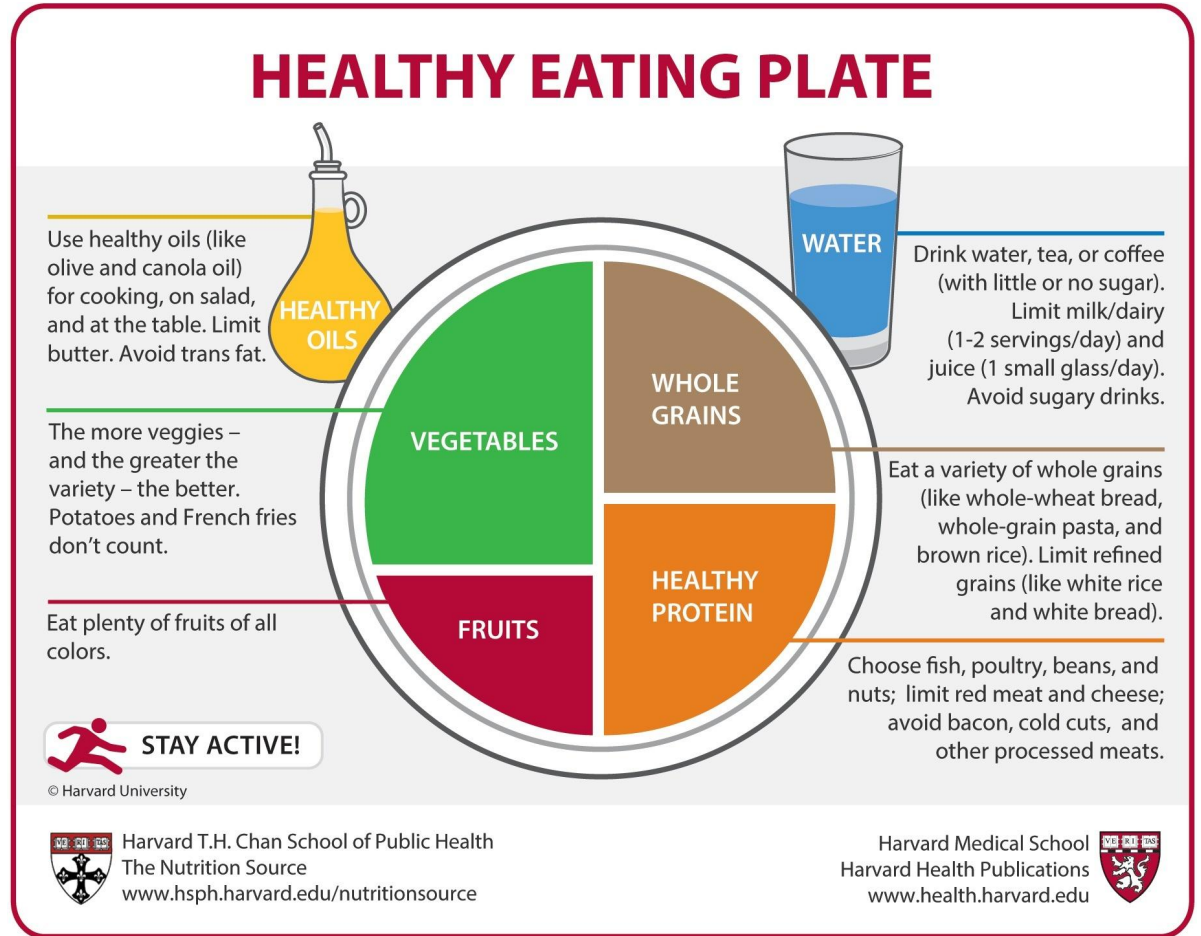 HEALTHY EATING PLATE
Use healthy oils (like
olive and canola oil)
for cooking, on salad,
and at the table. Limit
butter. Avoid trans fat.
HEALTHY
OILS
The more veggies –
and the greater the
variety – the better.
Potatoes and French fries
don’t count.
Eat plenty of fruits of all
colors.
VEGETABLES
FRUITS
WHOLE
GRAINS
HEALTHY
PROTEIN
WATER
Drink water, tea, or coffee
(with little or no sugar).
Limit milk/dairy
(1-2 servings/day) and
juice (1 small glass/day).
Avoid sugary drinks.
Eat a variety of whole grains
(like whole-wheat bread,
whole-grain pasta, and
brown rice). Limit refined
grains (like white rice
and white bread).
Choose fish, poultry, beans, and
nuts; limit red meat and cheese;
avoid bacon, cold cuts, and
other processed meats.
STAY ACTIVE!
© Harvard University
VE RI TAS
Harvard T.H. Chan School of Public Health
The Nutrition Source
www.hsph.harvard.edu/nutritionsource
Harvard Medical School
Harvard Health Publications
www.health.harvard.edu
VE RI TAS